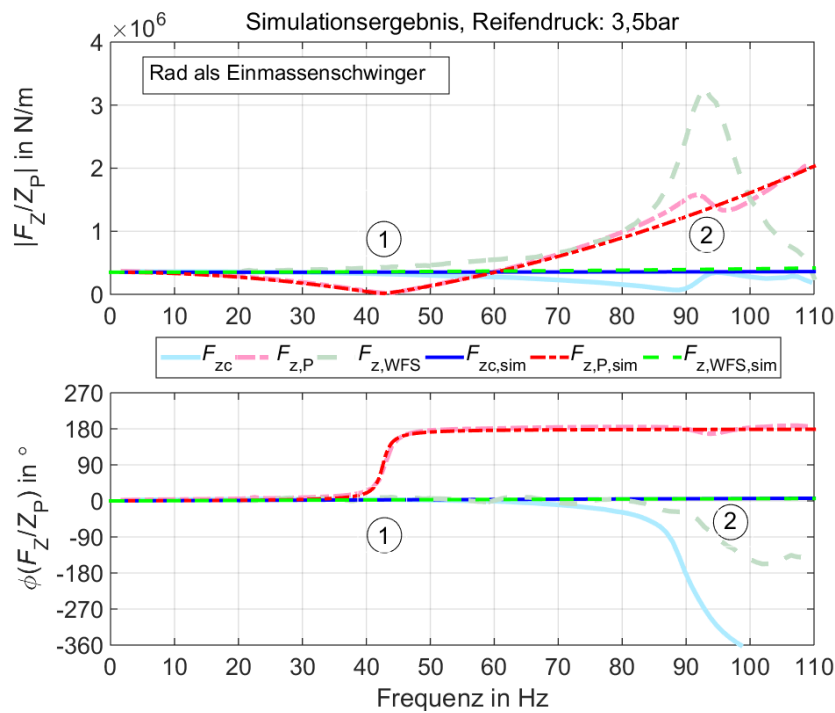 Simulationsergebnis, Reifendruck: 3,5bar
×10^6
Rad als Einmassenschwinger
|F_Z/Z_P| in N/m
4
3
2
1
0
1
2
0 10 20 30 40 50 60 70 80 90 100 110
F_zc F_z,P F_z,WFS F_zc,sim F_z,P,sim F_z,WFS,sim
ϕ(F_Z/Z_P) in °
270
180
90
0
-90
-180
-270
-360
1
2
0 10 20 30 40 50 60 70 80 90 100 110
Frequenz in Hz